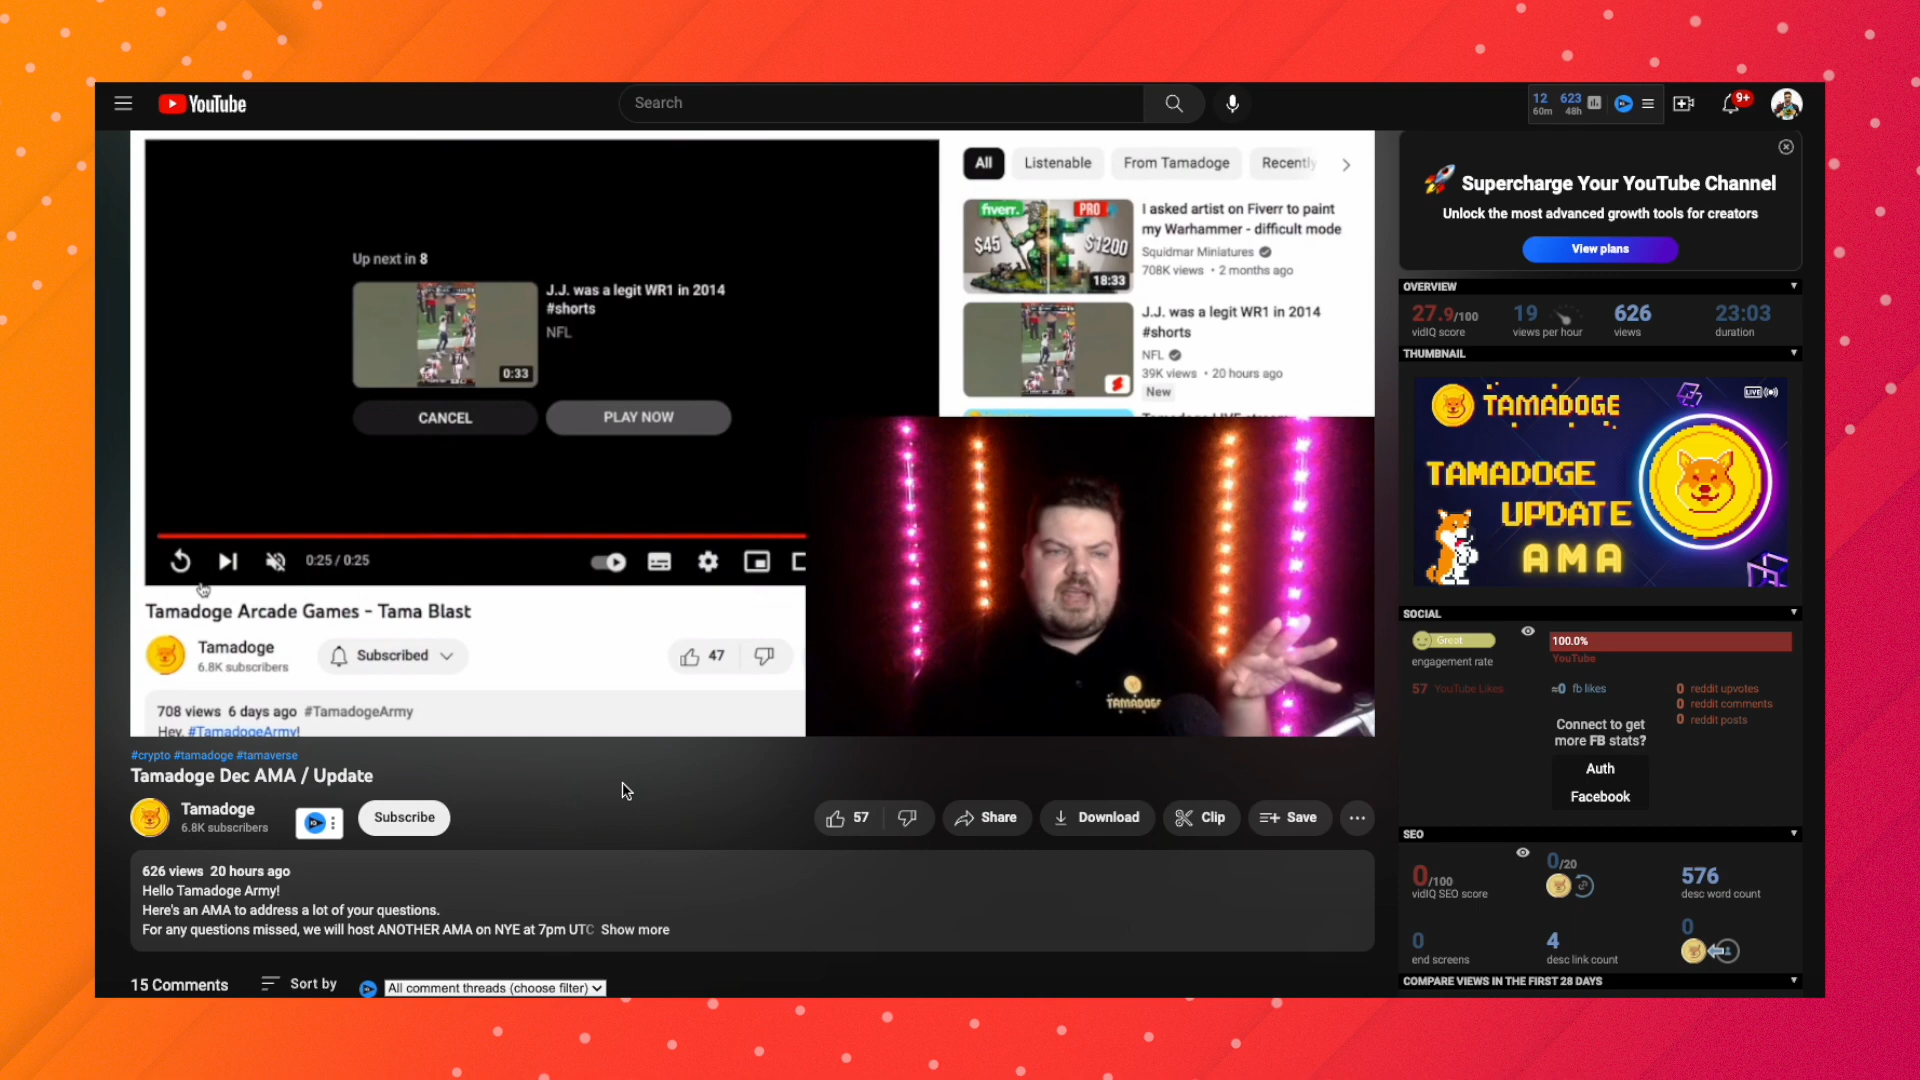 YouTube
Search
12 623
60m 48h
9+
All
Listenable
From Tamadoge
Recently
Up next in 8
J.J. was a legit WR1 in 2014
#shorts
NFL
0:33
CANCEL
PLAY NOW
0:25 / 0:25
fiverr.
PRO
$45
$1200
18:33
I asked artist on Fiverr to paint
my Warhammer - difficult mode
Squidmar Miniatures
708K views • 2 months ago
J.J. was a legit WR1 in 2014
#shorts
NFL
39K views • 20 hours ago
New
TAMADOGE
Tamadoge Arcade Games - Tama Blast
Tamadoge
6.8K subscribers
Subscribed
47
708 views 6 days ago #TamadogeArmy
Hey, #TamadogeArmy!
#crypto #tamadoge #tamaverse
Tamadoge Dec AMA / Update
Tamadoge
6.8K subscribers
Subscribe
57
Share
Download
Clip
Save
626 views 20 hours ago
Hello Tamadoge Army!
Here's an AMA to address a lot of your questions.
For any questions missed, we will host ANOTHER AMA on NYE at 7pm UTC Show more
15 Comments
Sort by
All comment threads (choose filter)
Supercharge Your YouTube Channel
Unlock the most advanced growth tools for creators
View plans
OVERVIEW
27.9/100
vidIQ score
19
views per hour
626
views
23:03
duration
THUMBNAIL
TAMADOGE
LIVE
TAMADOGE
UPDATE
AMA
SOCIAL
Great
engagement rate
100.0%
YouTube
57 YouTube Likes
≈0 fb likes
0 reddit upvotes
0 reddit comments
0 reddit posts
Connect to get
more FB stats?
Auth
Facebook
SEO
0/100
vidIQ SEO score
0/20
576
desc word count
0
end screens
4
desc link count
0
COMPARE VIEWS IN THE FIRST 28 DAYS